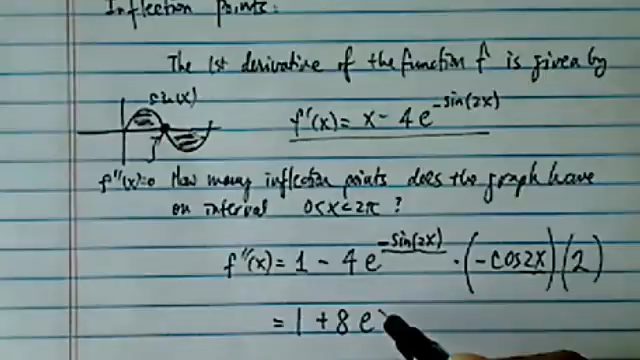 Inflection Points:
The 1st derivative of the function f is given by
sin(x)
f'(x) = x - 4e^-sin(2x)
f''(x)=0 How many inflection points does the graph have
on interval 0<x<2π ?
f''(x) = 1 - 4e^-sin(2x) · (-cos2x)(2)
= 1 + 8e